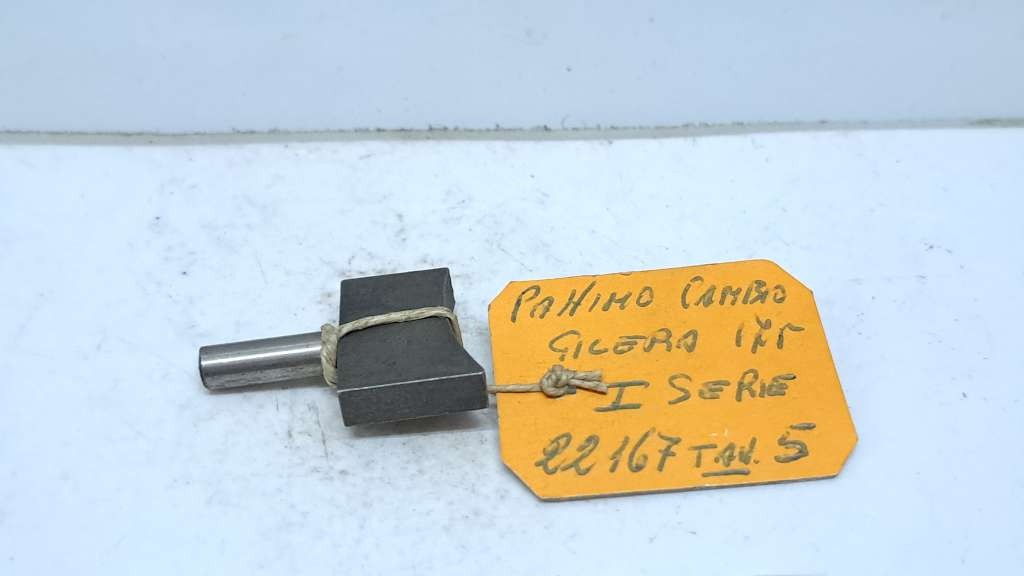 PATTINO CAMBIO
GILERA 175
I SERIE
22167 TAV. 5